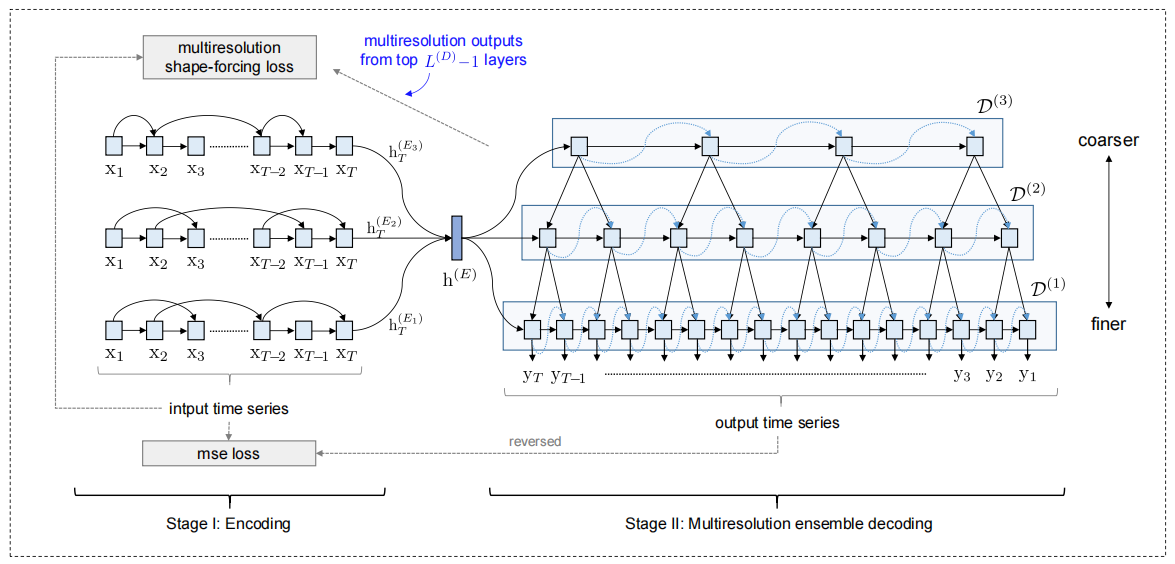 multiresolution
shape-forcing loss
multiresolution outputs
from top L^(D)−1 layers
D^(3)
x_1 x_2 x_3 x_{T−2} x_{T−1} x_T
h_T^(E_3)
coarser
D^(2)
x_1 x_2 x_3 x_{T−2} x_{T−1} x_T
h_T^(E_2)
h^(E)
D^(1)
x_1 x_2 x_3 x_{T−2} x_{T−1} x_T
h_T^(E_1)
finer
y_T y_{T−1} y_3 y_2 y_1
intput time series
output time series
mse loss
reversed
Stage I: Encoding
Stage II: Multiresolution ensemble decoding